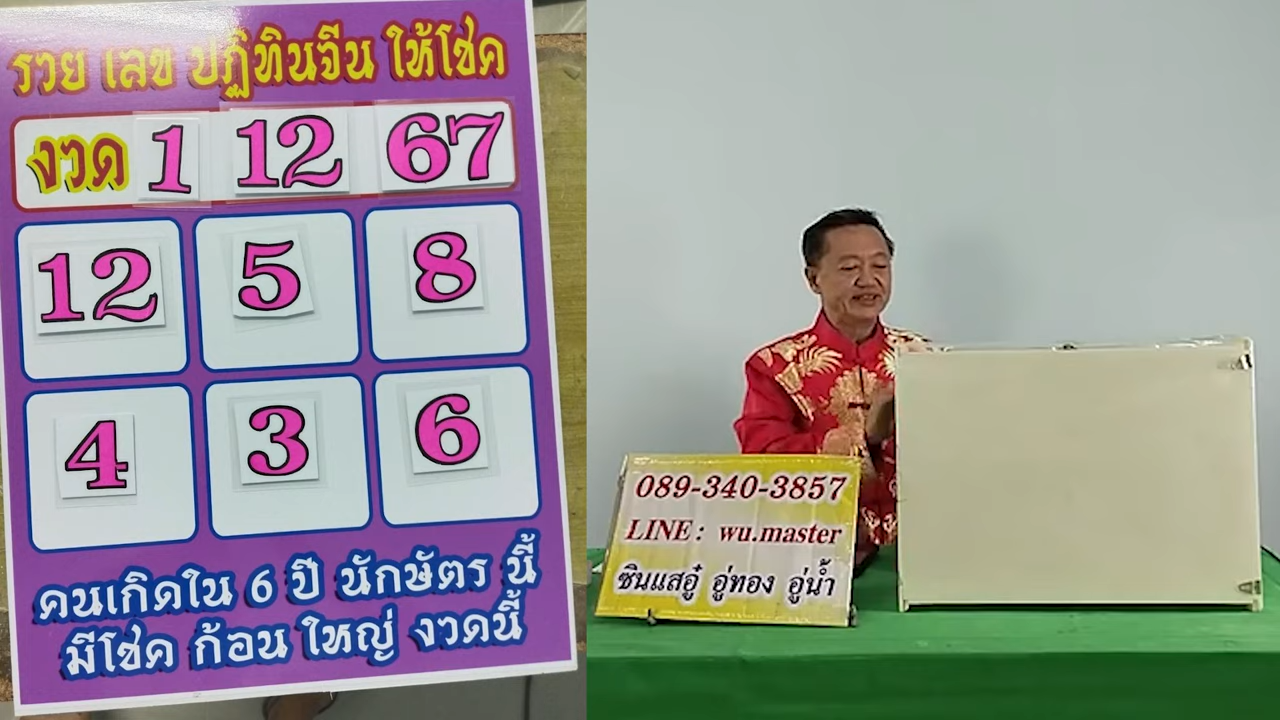 รวย เลข ปฏิทินจีน ให้โชค
งวด 1 12 67
12 5 8
4 3 6
คนเกิดใน 6 ปี นักษัตร นี้
มีโชค ก้อน ใหญ่ งวดนี้
089-340-3857
LINE : wu.master
ซินแสอู๋ อู่ทอง อู่น้ำ